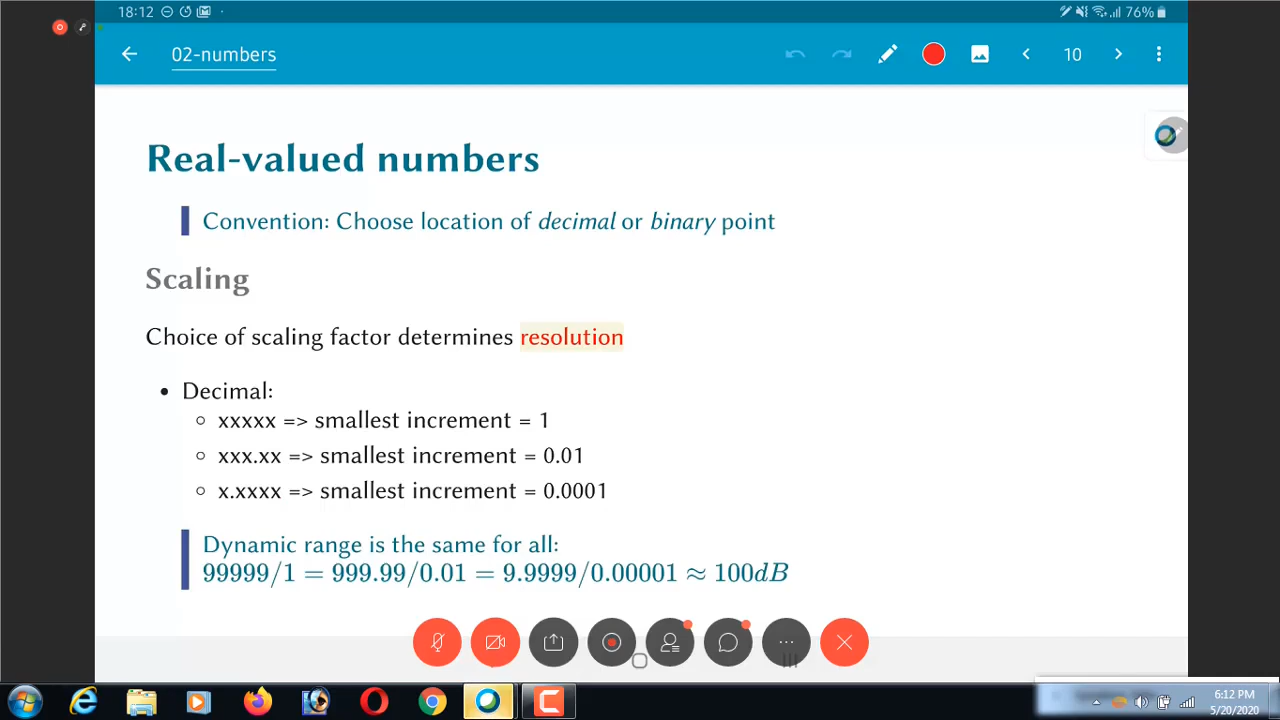 18:12
76%
02-numbers
10
Real-valued numbers
Convention: Choose location of decimal or binary point
Scaling
Choice of scaling factor determines resolution
• Decimal:
○ xxxxx => smallest increment = 1
○ xxx.xx => smallest increment = 0.01
○ x.xxxx => smallest increment = 0.0001
Dynamic range is the same for all:
99999/1 = 999.99/0.01 = 9.9999/0.00001 ≈ 100dB
6:12 PM
5/20/2020